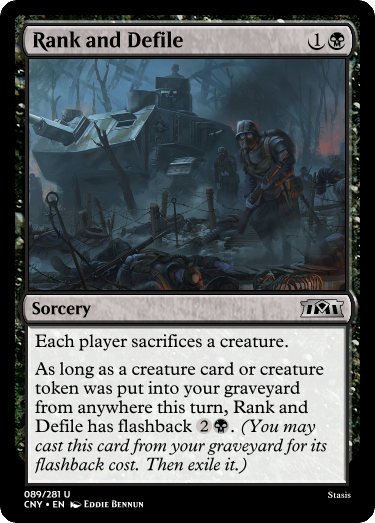 Rank and Defile 1
Sorcery
Each player sacrifices a creature.
As long as a creature card or creature
token was put into your graveyard
from anywhere this turn, Rank and
Defile has flashback 2. (You may
cast this card from your graveyard for its
flashback cost. Then exile it.)
089/281 U
Stasis
CNY • EN Eddie Bennun